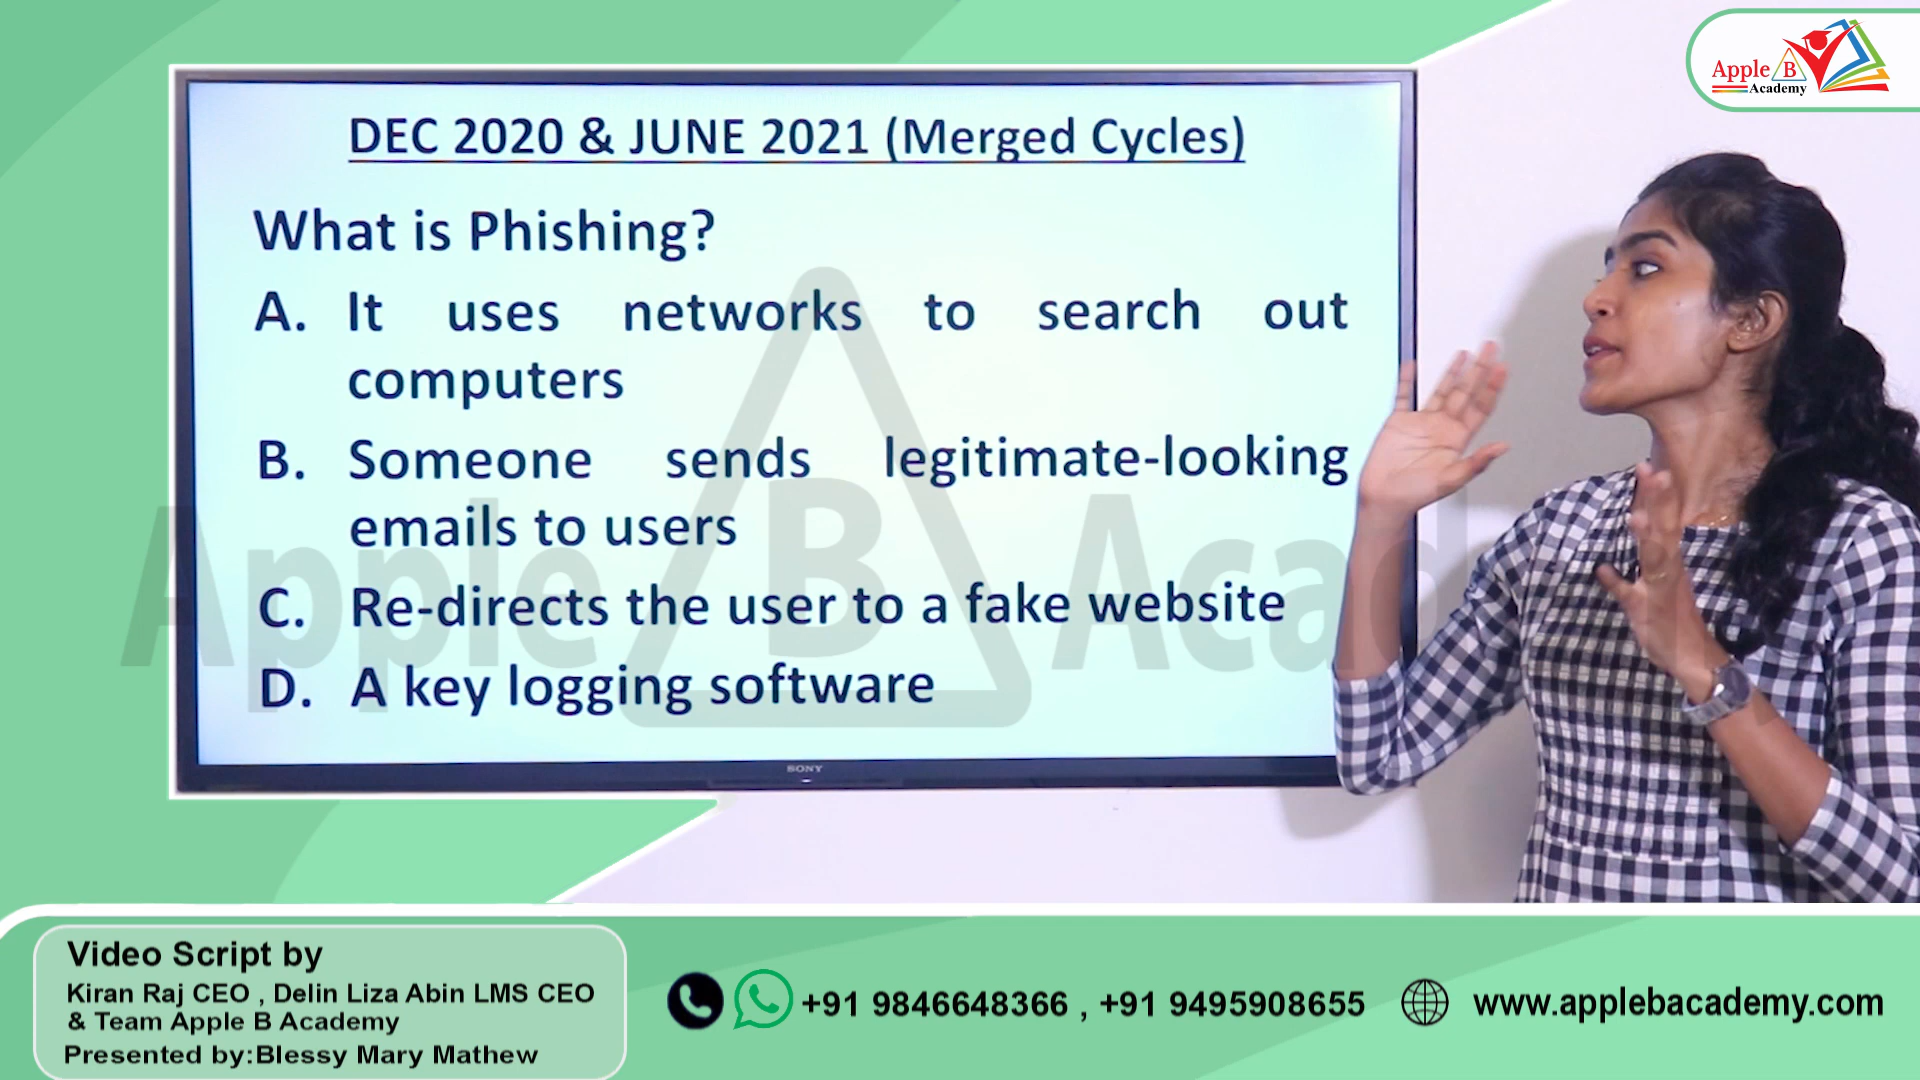 Apple B
Academy
DEC 2020 & JUNE 2021 (Merged Cycles)
What is Phishing?
A. It uses networks to search out
computers
B. Someone sends legitimate-looking
emails to users
C. Re-directs the user to a fake website
D. A key logging software
Apple B Academy
SONY
Video Script by
Kiran Raj CEO , Delin Liza Abin LMS CEO
& Team Apple B Academy
Presented by:Blessy Mary Mathew
+91 9846648366 , +91 9495908655
www.applebacademy.com